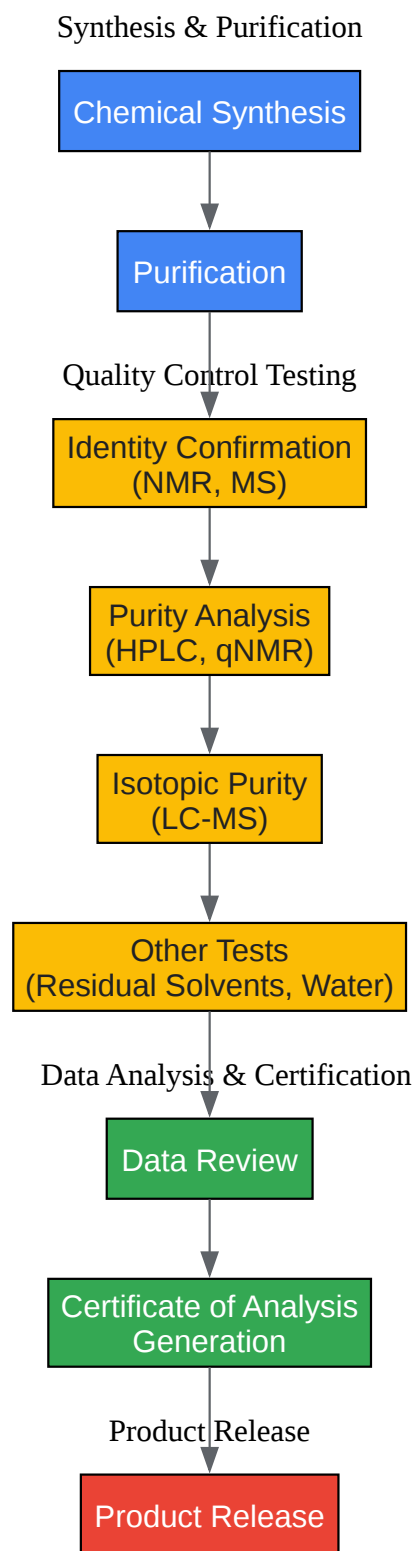 Synthesis & Purification
Chemical Synthesis
Purification
Quality Control Testing
Identity Confirmation
(NMR, MS)
Purity Analysis
(HPLC, qNMR)
Isotopic Purity
(LC-MS)
Other Tests
(Residual Solvents, Water)
Data Analysis & Certification
Data Review
Certificate of Analysis
Generation
Product Release
Product Release